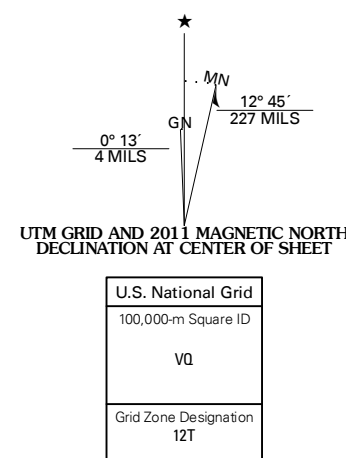 ★
MN
GN
12° 45´
227 MILS
0° 13´
4 MILS
UTM GRID AND 2011 MAGNETIC NORTH
DECLINATION AT CENTER OF SHEET
U.S. National Grid
100,000-m Square ID
VQ
Grid Zone Designation
12T